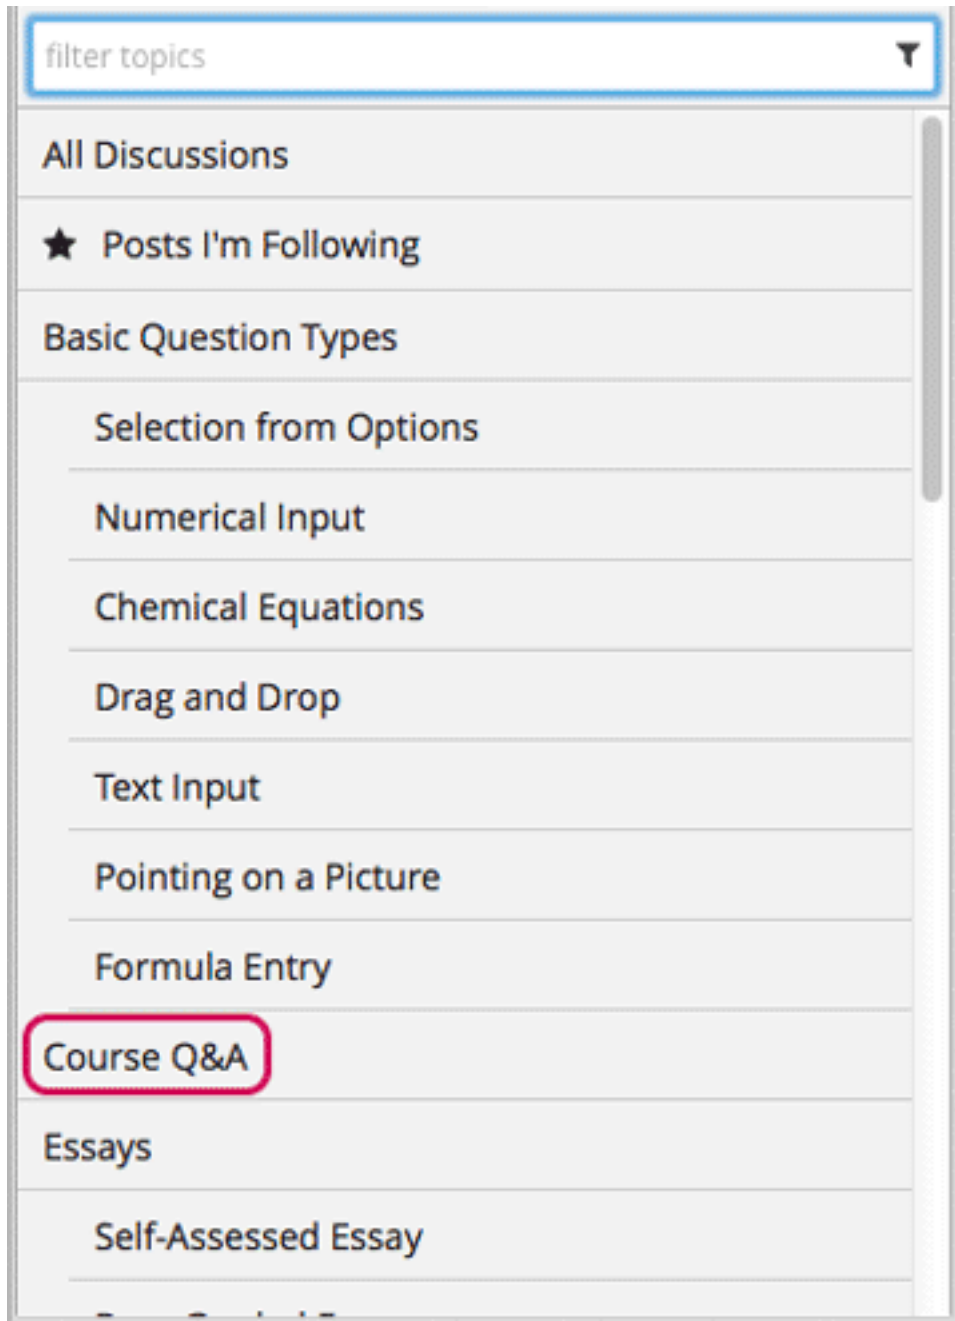 filter topics
All Discussions
Posts I'm Following
Basic Question Types
Selection from Options
Numerical Input
Chemical Equations
Drag and Drop
Text Input
Pointing on a Picture
Formula Entry
Course Q&A
Essays
Self-Assessed Essay